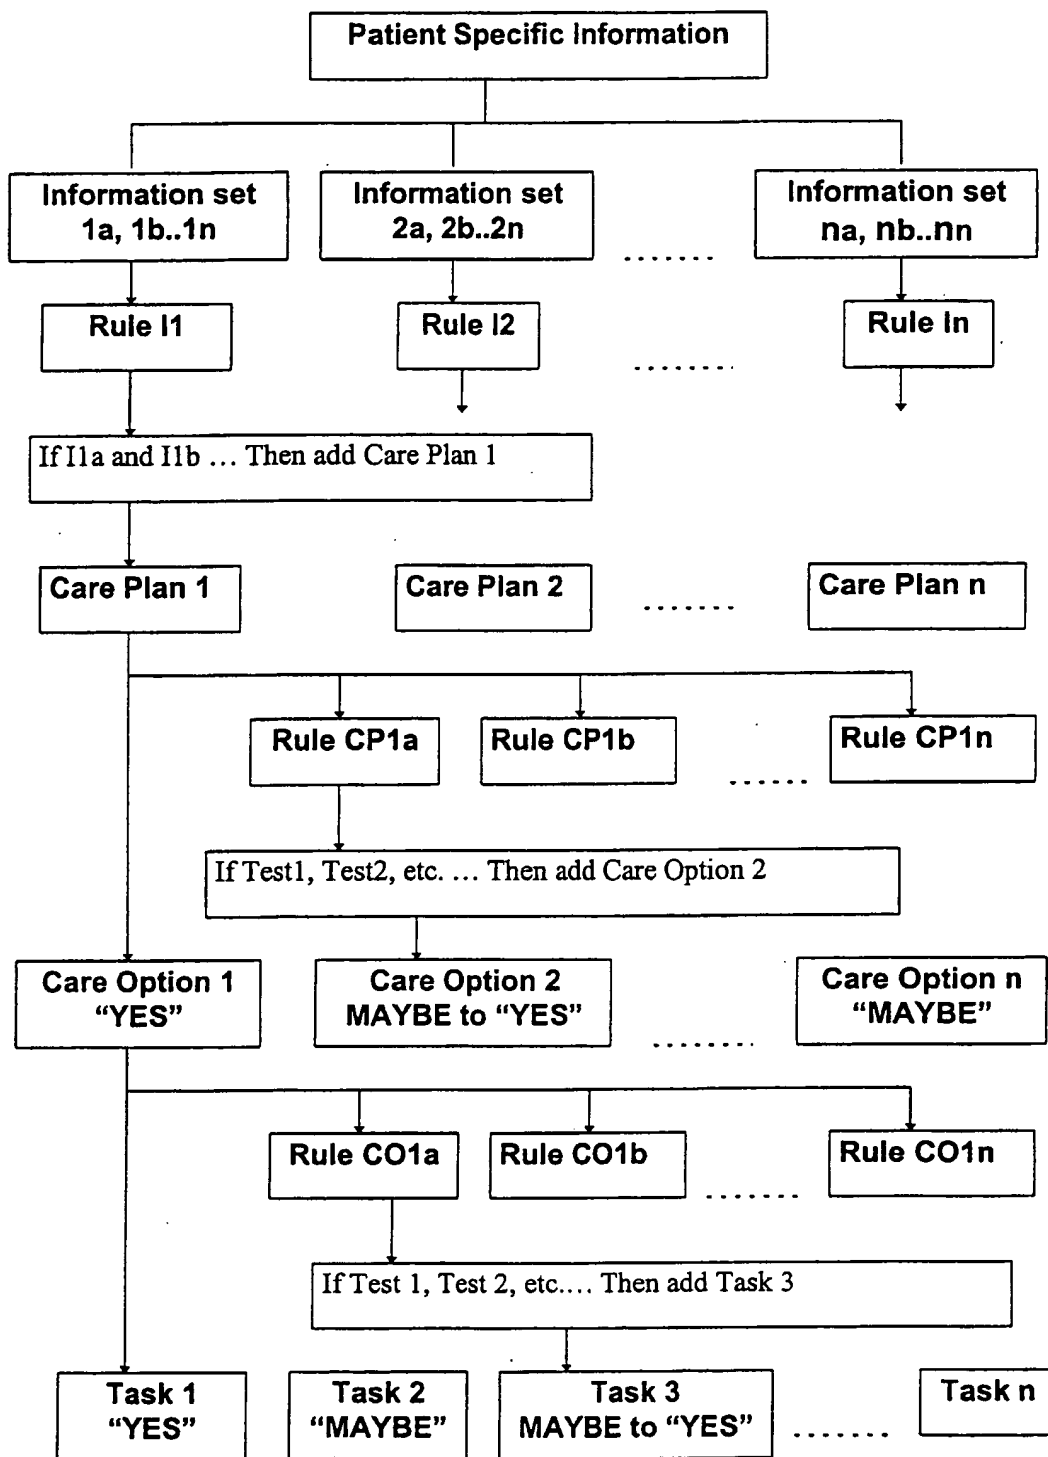 Patient Specific Information
Information set
1a, 1b..1n
Information set
2a, 2b..2n
Information set
na, nb..nn
........
Rule I1
Rule I2
Rule In
........
If I1a and I1b ... Then add Care Plan 1
Care Plan 1
Care Plan 2
........
Care Plan n
Rule CP1a
Rule CP1b
Rule CP1n
........
If Test1, Test2, etc. ... Then add Care Option 2
Care Option 1
"YES"
Care Option 2
MAYBE to "YES"
Care Option n
"MAYBE"
........
Rule CO1a
Rule CO1b
Rule CO1n
........
If Test 1, Test 2, etc.... Then add Task 3
Task 1
"YES"
Task 2
"MAYBE"
Task 3
MAYBE to "YES"
........
Task n